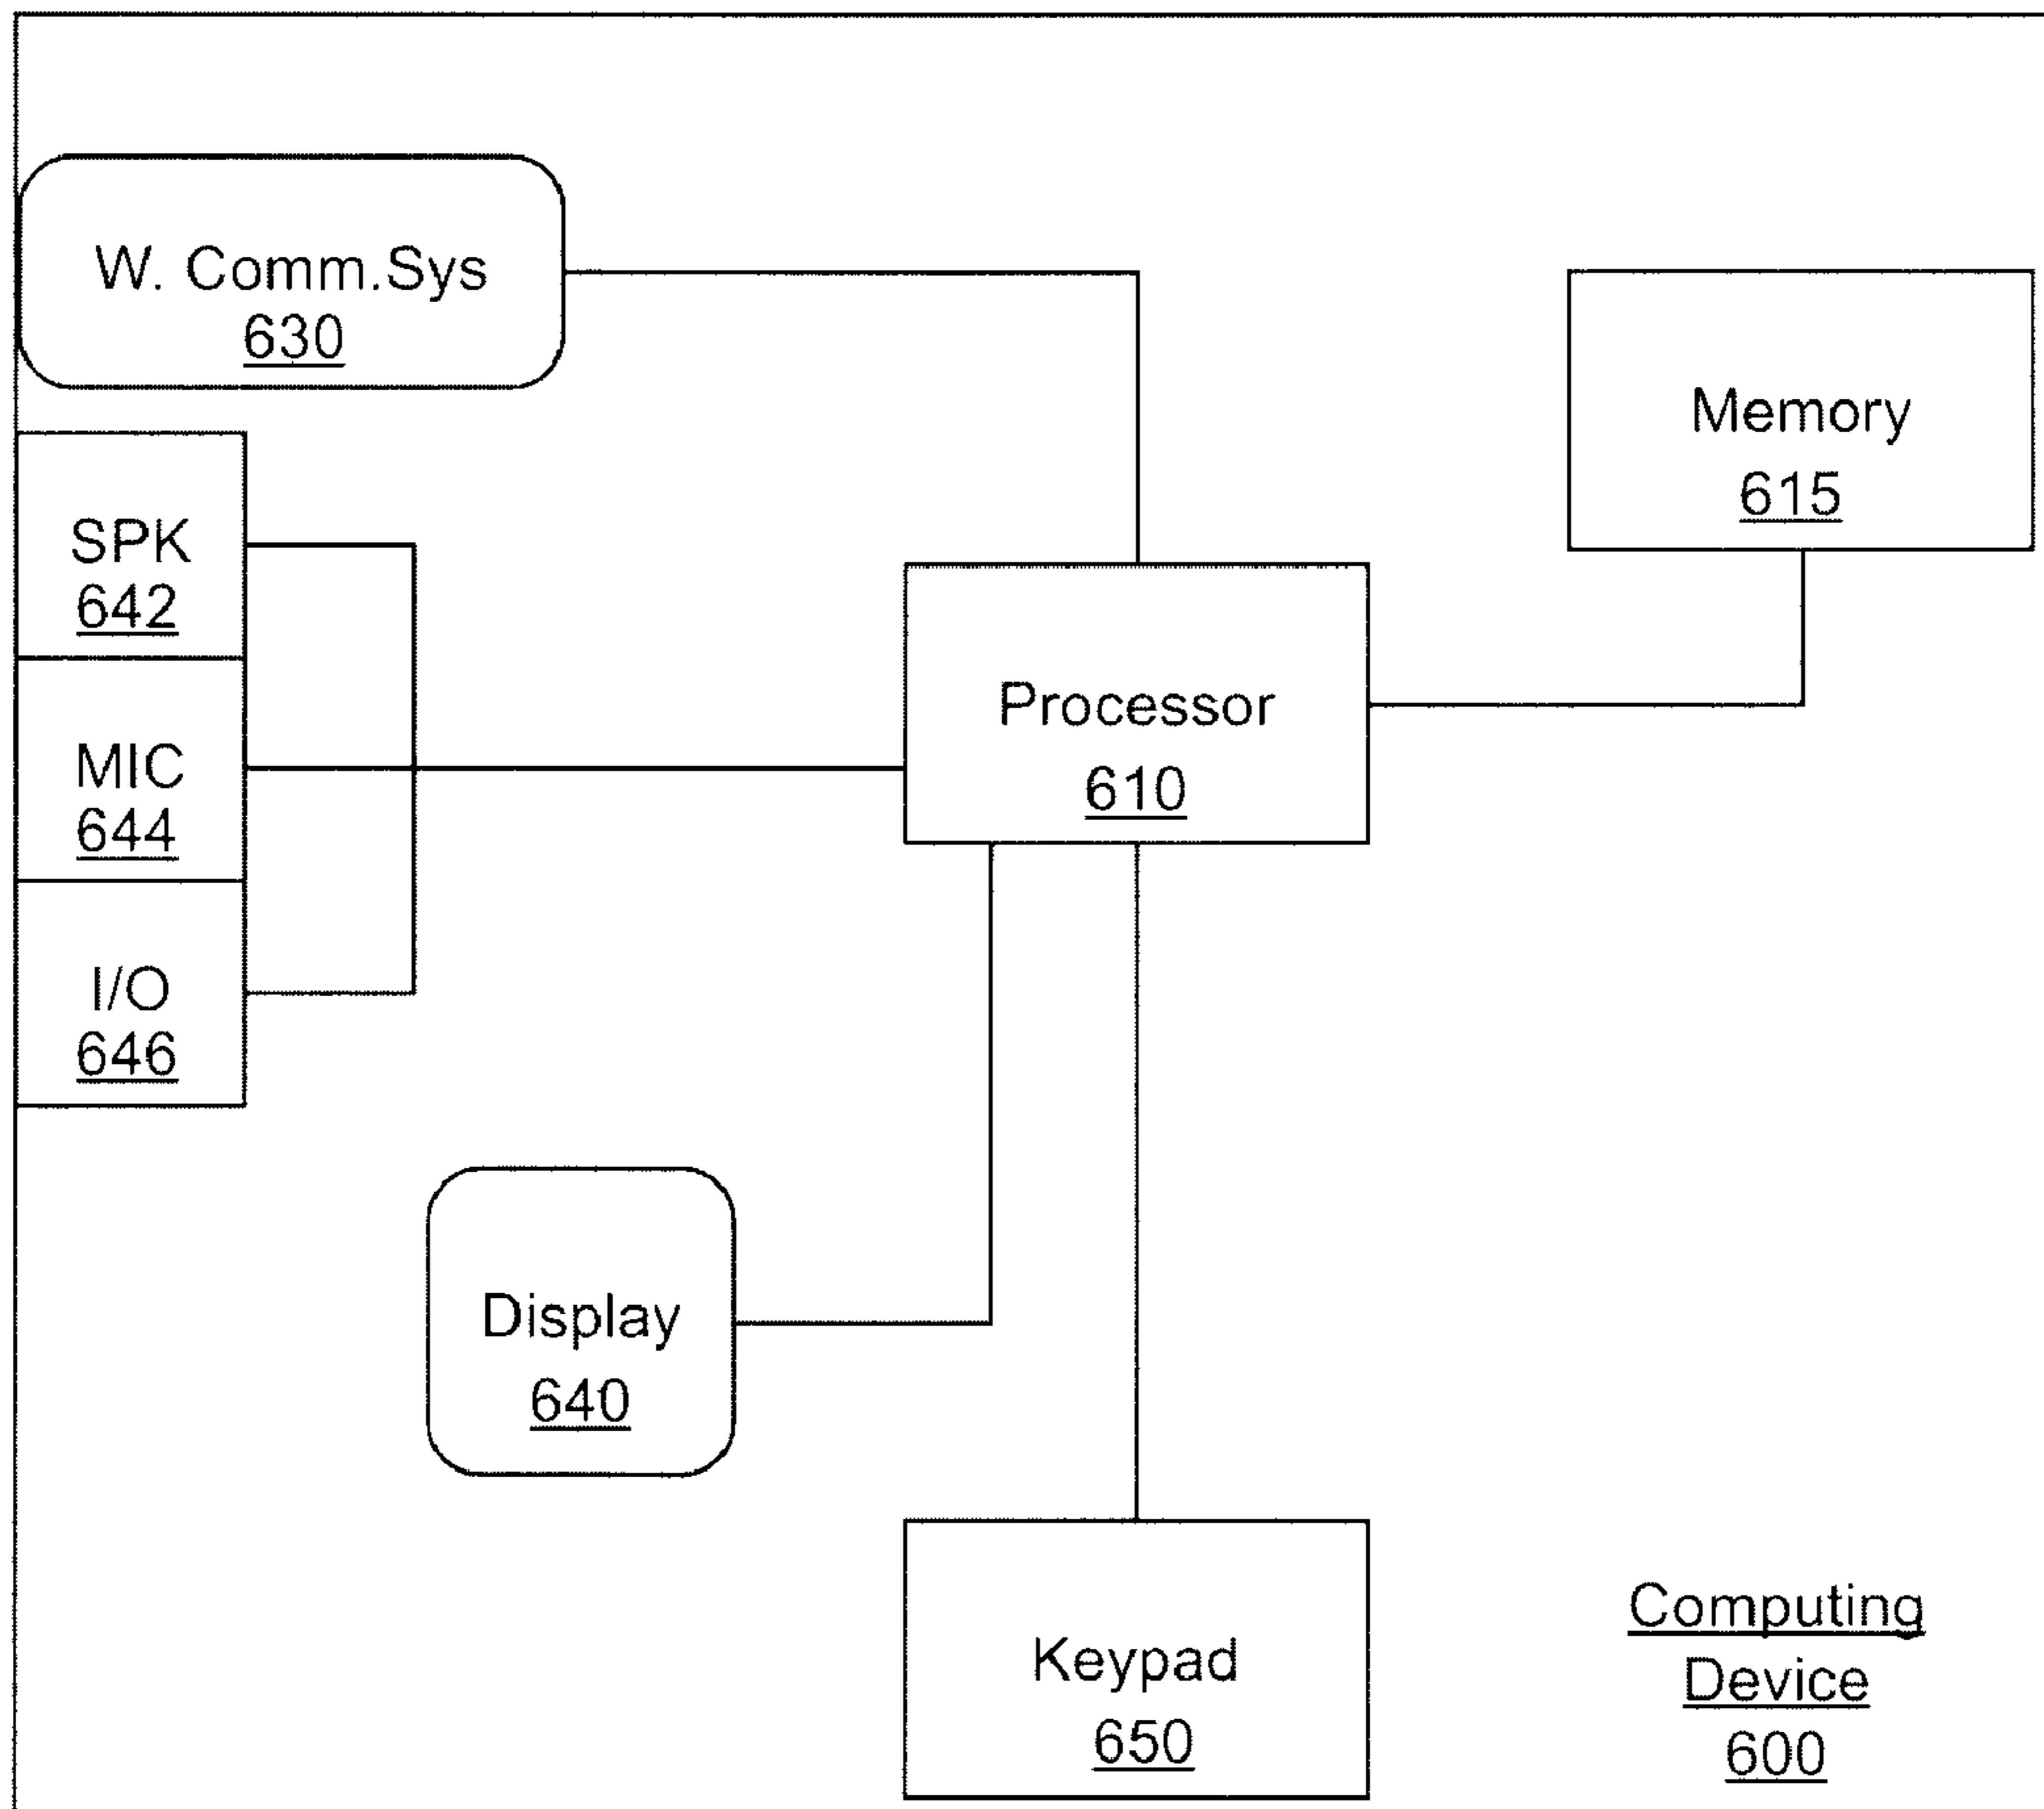 W. Comm.Sys
630
Memory
615
SPK
642
Processor
610
MIC
644
I/O
646
Display
640
Keypad
650
Computing
Device
600